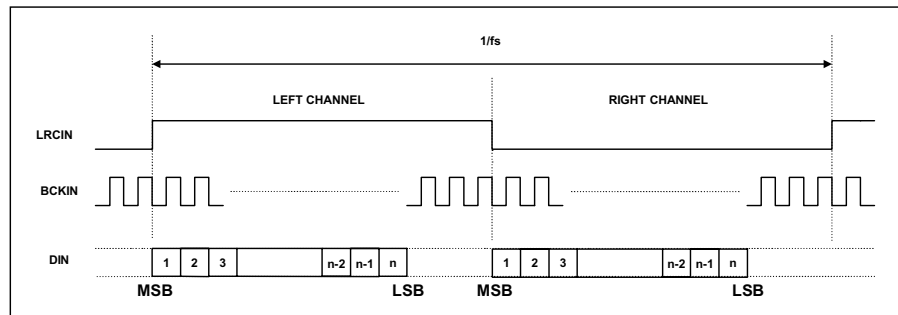 1/fs
LEFT CHANNEL RIGHT CHANNEL
LRCIN
BCKIN
DIN 1 2 3 n-2 n-1 n 1 2 3 n-2 n-1 n
MSB LSB MSB LSB